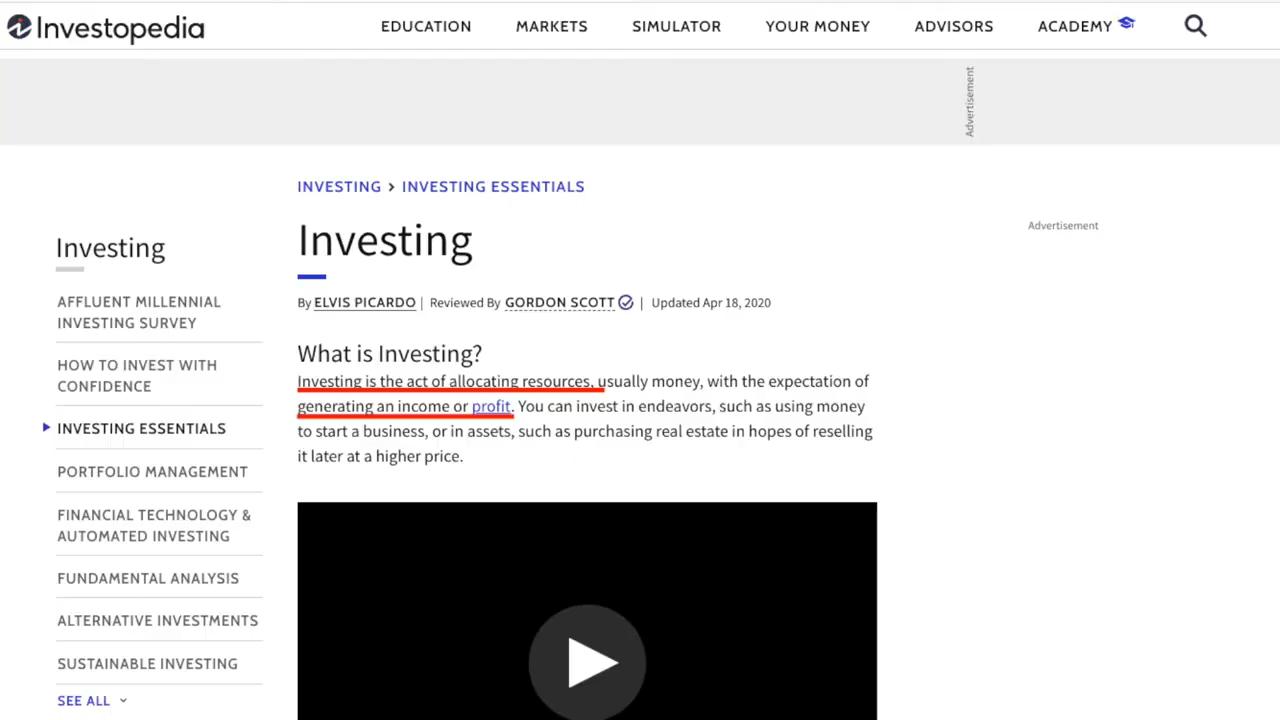 Investopedia
EDUCATION
MARKETS
SIMULATOR
YOUR MONEY
ADVISORS
ACADEMY
Advertisement
INVESTING > INVESTING ESSENTIALS
Investing
By ELVIS PICARDO | Reviewed By GORDON SCOTT | Updated Apr 18, 2020
What is Investing?
Investing is the act of allocating resources, usually money, with the expectation of
generating an income or profit. You can invest in endeavors, such as using money
to start a business, or in assets, such as purchasing real estate in hopes of reselling
it later at a higher price.
Investing
AFFLUENT MILLENNIAL
INVESTING SURVEY
HOW TO INVEST WITH
CONFIDENCE
INVESTING ESSENTIALS
PORTFOLIO MANAGEMENT
FINANCIAL TECHNOLOGY &
AUTOMATED INVESTING
FUNDAMENTAL ANALYSIS
ALTERNATIVE INVESTMENTS
SUSTAINABLE INVESTING
SEE ALL
Advertisement